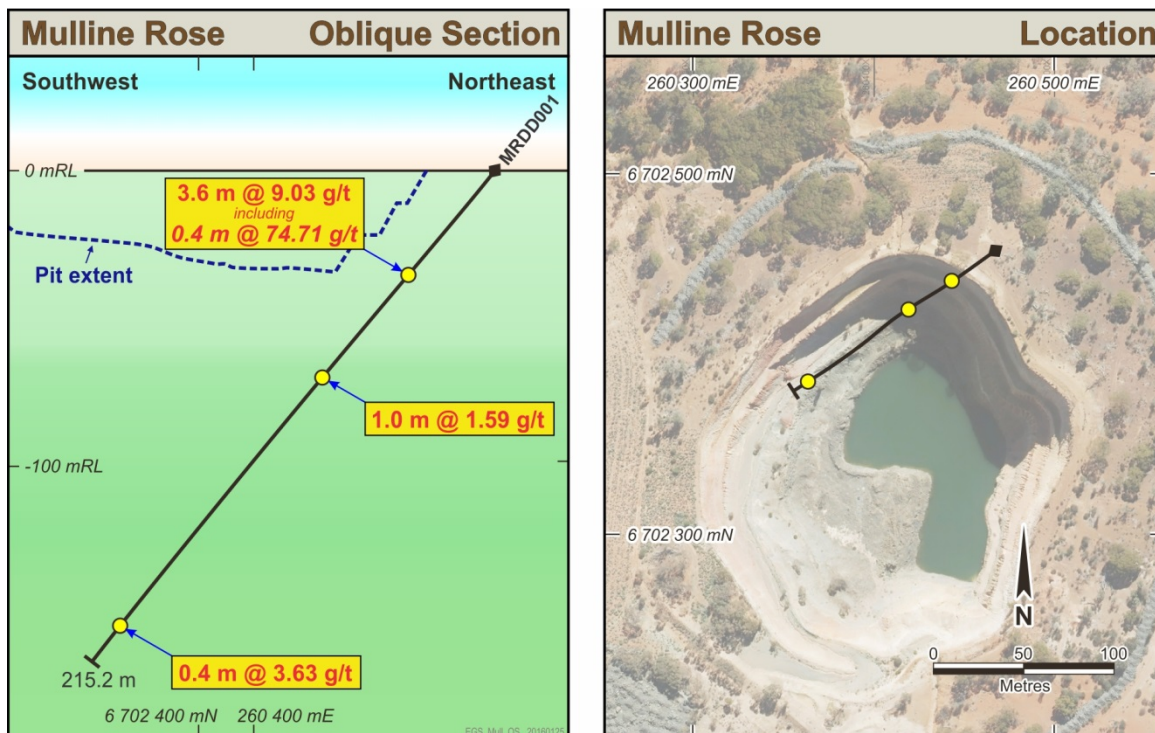 Mulline Rose Oblique Section
Southwest
Northeast
MRDD001
0 mRL
3.6 m @ 9.03 g/t
including
0.4 m @ 74.71 g/t
Pit extent
1.0 m @ 1.59 g/t
-100 mRL
0.4 m @ 3.63 g/t
215.2 m
6 702 400 mN 260 400 mE
EGS_Mull_OS_20160125
Mulline Rose Location
260 300 mE
260 500 mE
6 702 500 mN
6 702 300 mN
N
0 50 100
Metres